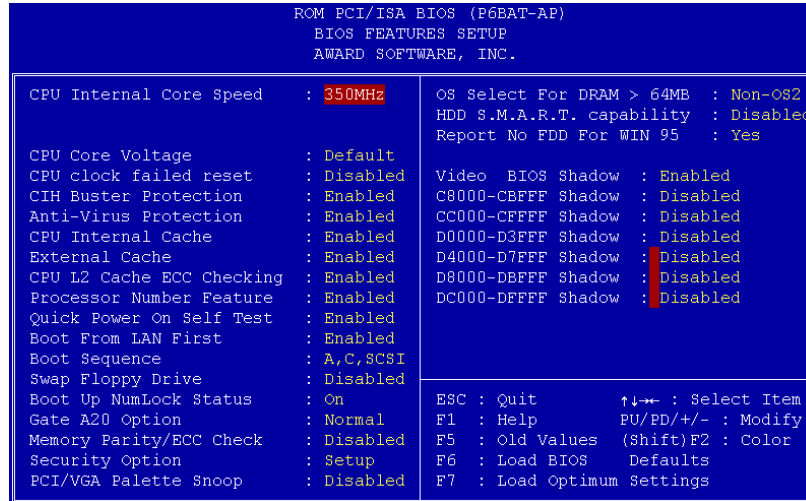 ROM PCI/ISA BIOS (P6BAT-AP)
BIOS FEATURES SETUP
AWARD SOFTWARE, INC.
CPU Internal Core Speed : 350MHz
CPU Core Voltage : Default
CPU clock failed reset : Disabled
CIH Buster Protection : Enabled
Anti-Virus Protection : Enabled
CPU Internal Cache : Enabled
External Cache : Enabled
CPU L2 Cache ECC Checking : Enabled
Processor Number Feature : Enabled
Quick Power On Self Test : Enabled
Boot From LAN First : Enabled
Boot Sequence : A,C,SCSI
Swap Floppy Drive : Disabled
Boot Up NumLock Status : On
Gate A20 Option : Normal
Memory Parity/ECC Check : Disabled
Security Option : Setup
PCI/VGA Palette Snoop : Disabled
OS Select For DRAM > 64MB : Non-OS2
HDD S.M.A.R.T. capability : Disabled
Report No FDD For WIN 95 : Yes
Video BIOS Shadow : Enabled
C8000-CBFFF Shadow : Disabled
CC000-CFFFF Shadow : Disabled
D0000-D3FFF Shadow : Disabled
D4000-D7FFF Shadow : Disabled
D8000-DBFFF Shadow : Disabled
DC000-DFFFF Shadow : Disabled
ESC : Quit ↑↓→← : Select Item
F1 : Help PU/PD/+/- : Modify
F5 : Old Values (Shift)F2 : Color
F6 : Load BIOS Defaults
F7 : Load Optimum Settings